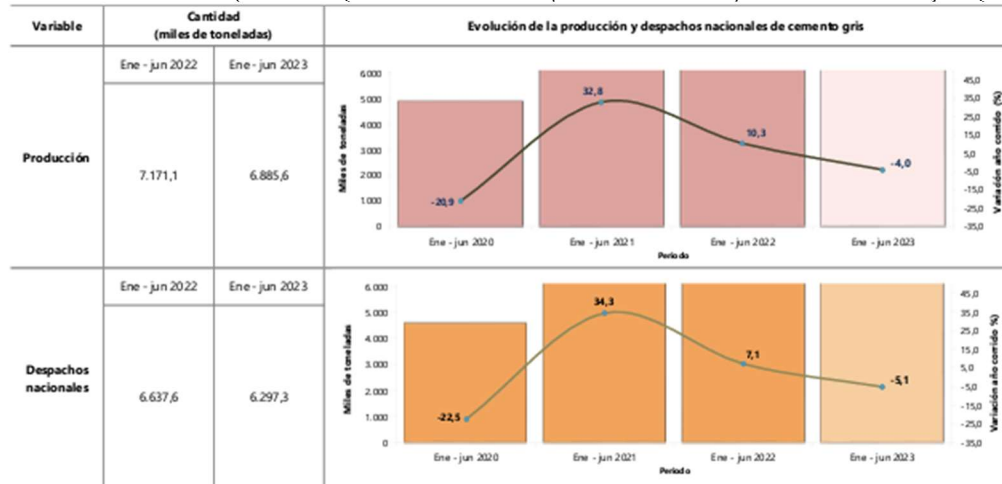 Variable
Cantidad
(miles de toneladas)
Evolución de la producción y despachos nacionales de cemento gris
Ene - jun 2022
Ene - jun 2023
Producción
7.171,1
6.885,6
Miles de toneladas
6.000
5.000
4.000
3.000
2.000
1.000
0
-20,9
32,8
10,3
-4,0
45,0
35,0
25,0
15,0
5,0
-5,0
-15,0
-25,0
-35,0
Variación año corrido (%)
Ene - jun 2020
Ene - jun 2021
Ene - jun 2022
Ene - jun 2023
Período
Ene - jun 2022
Ene - jun 2023
Despachos
nacionales
6.637,6
6.297,3
Miles de toneladas
6.000
5.000
4.000
3.000
2.000
1.000
0
-22,5
34,3
7,1
-5,1
45,0
35,0
25,0
15,0
5,0
-5,0
-15,0
-25,0
-35,0
Variación año corrido %)
Ene - jun 2020
Ene - jun 2021
Ene - jun 2022
Ene - jun 2023
Período